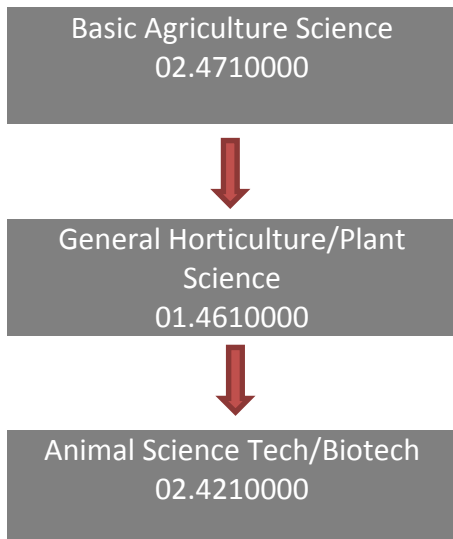 Basic Agriculture Science
02.4710000
General Horticulture/Plant
Science
01.4610000
Animal Science Tech/Biotech
02.4210000